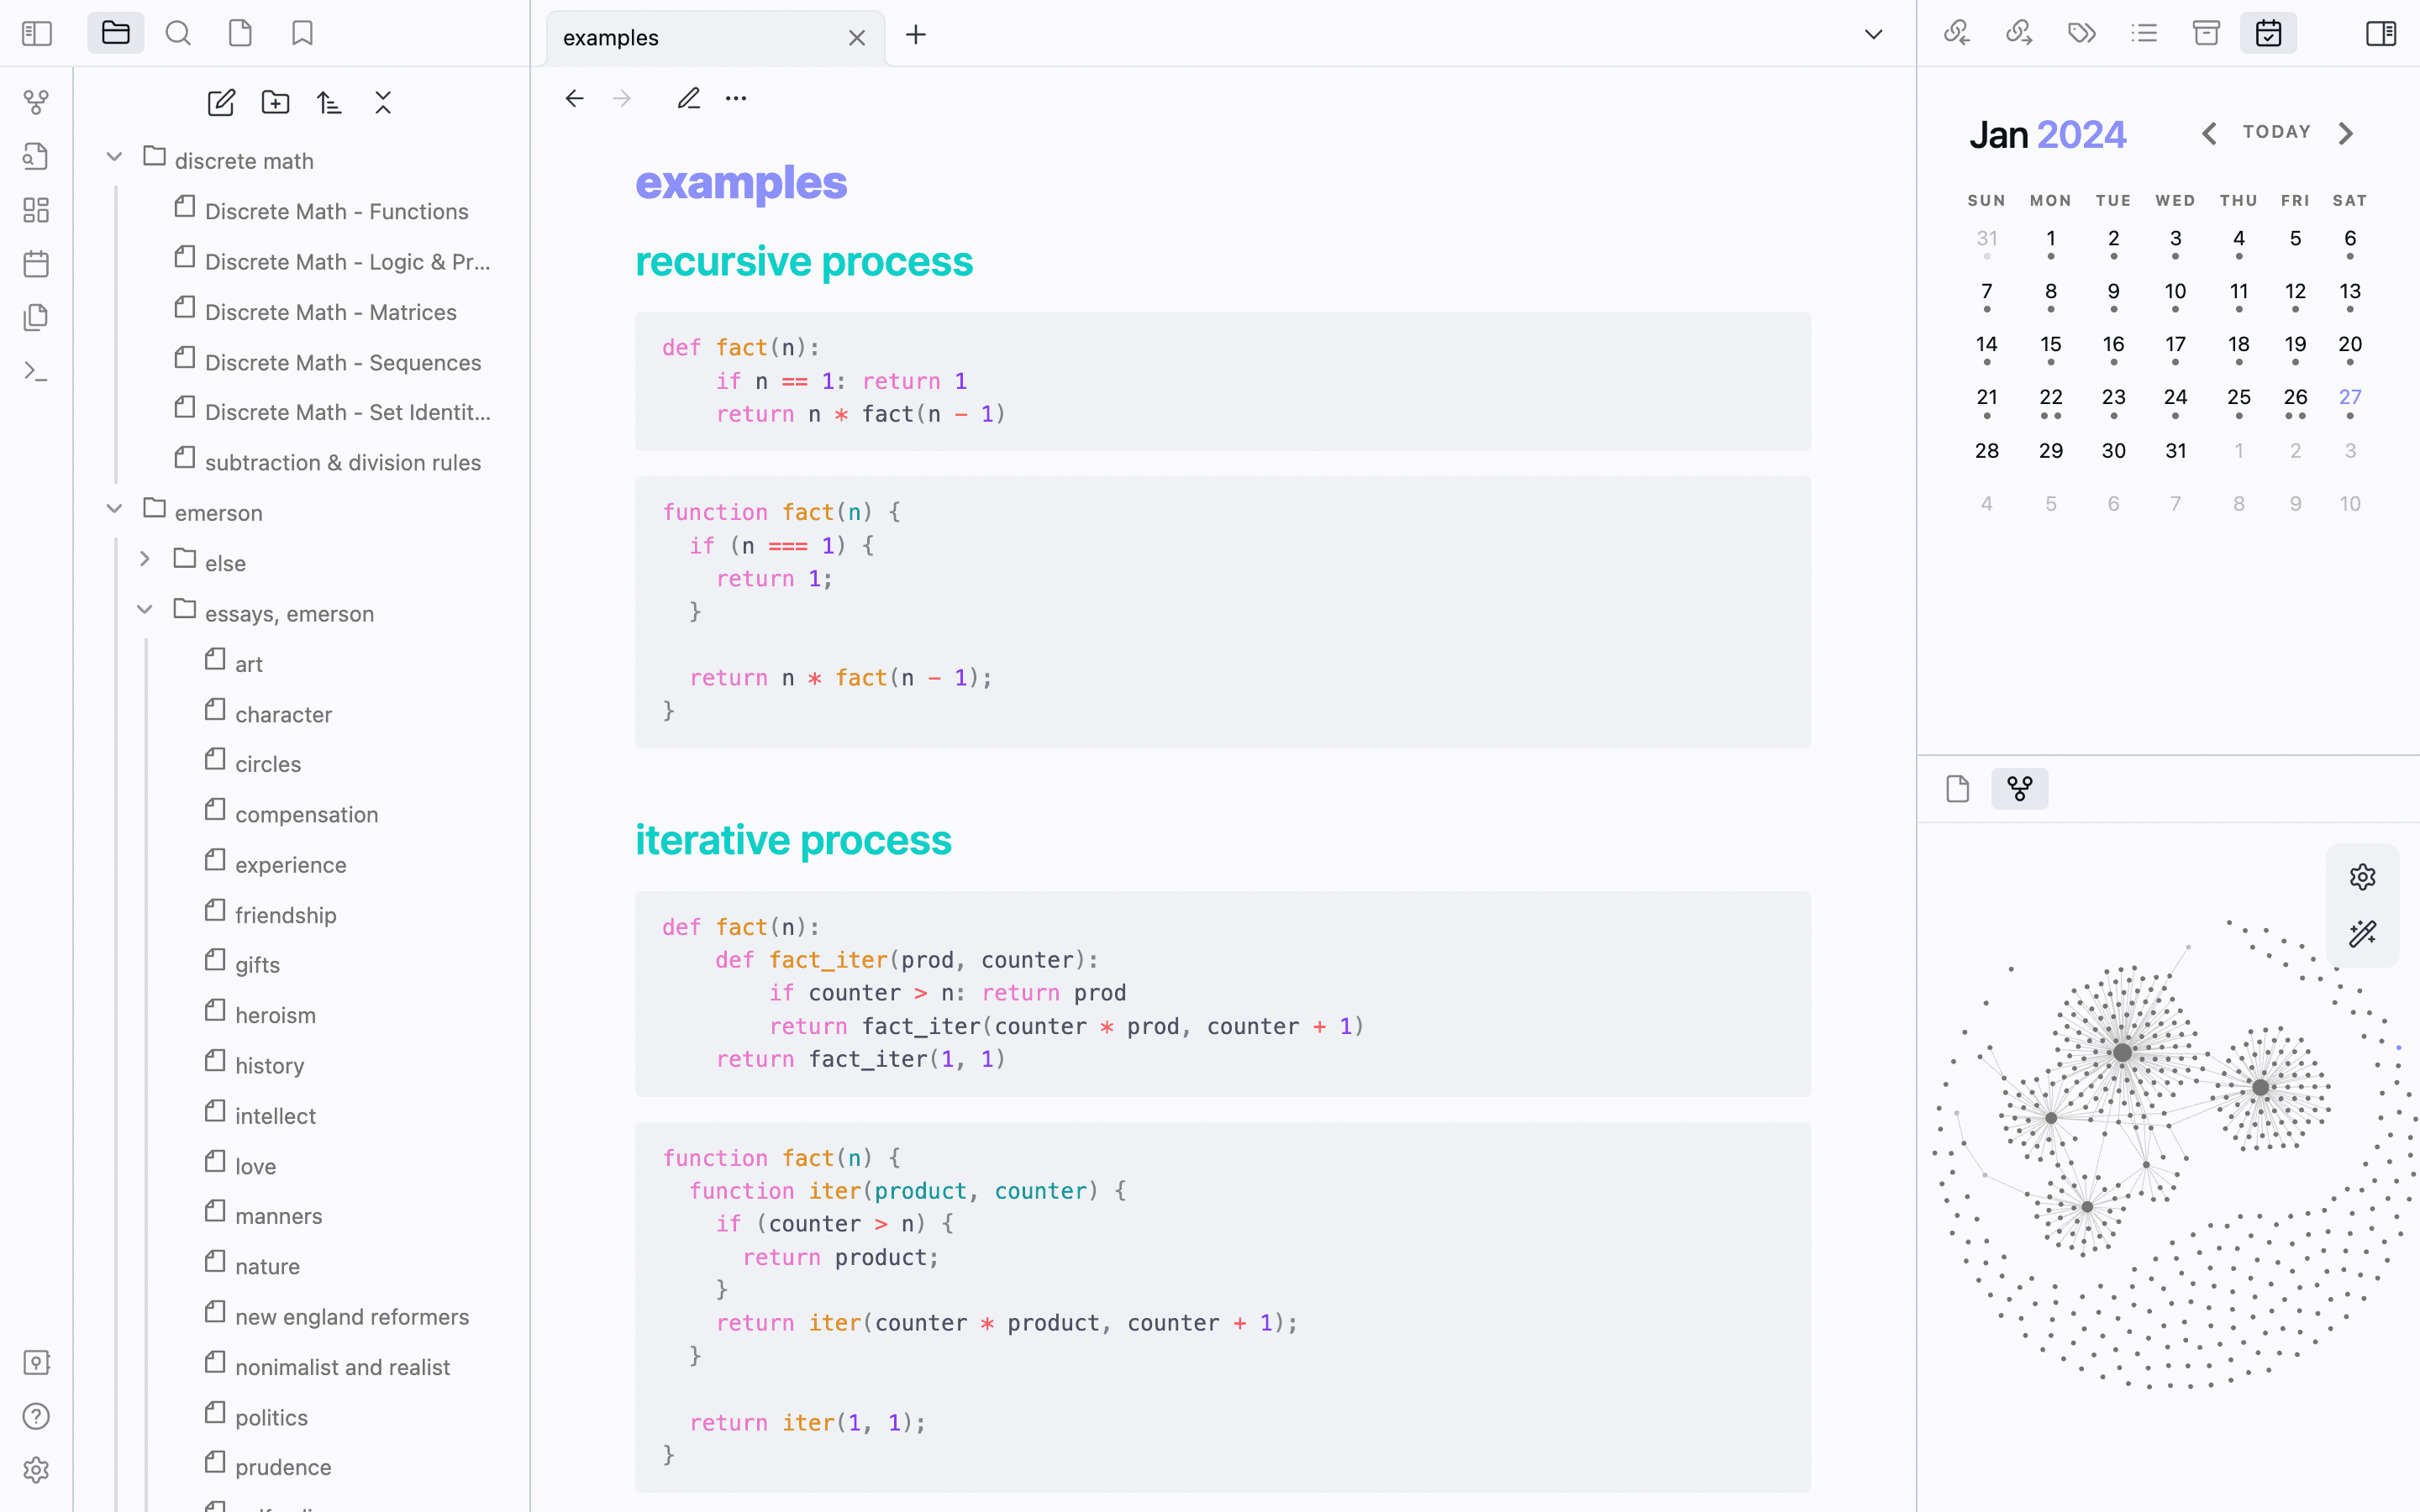 examples
discrete math
Discrete Math - Functions
Discrete Math - Logic & Pr...
Discrete Math - Matrices
Discrete Math - Sequences
Discrete Math - Set Identit...
subtraction & division rules
emerson
else
essays, emerson
art
character
circles
compensation
experience
friendship
gifts
heroism
history
intellect
love
manners
nature
new england reformers
nonimalist and realist
politics
prudence
examples
recursive process
def fact(n):
    if n == 1: return 1
    return n * fact(n - 1)
function fact(n) {
  if (n === 1) {
    return 1;
  }
  return n * fact(n - 1);
}
iterative process
def fact(n):
    def fact_iter(prod, counter):
        if counter > n: return prod
        return fact_iter(counter * prod, counter + 1)
    return fact_iter(1, 1)
function fact(n) {
  function iter(product, counter) {
    if (counter > n) {
      return product;
    }
    return iter(counter * product, counter + 1);
  }
  return iter(1, 1);
}
Jan 2024
TODAY
SUN MON TUE WED THU FRI SAT
31 1 2 3 4 5 6
7 8 9 10 11 12 13
14 15 16 17 18 19 20
21 22 23 24 25 26 27
28 29 30 31 1 2 3
4 5 6 7 8 9 10